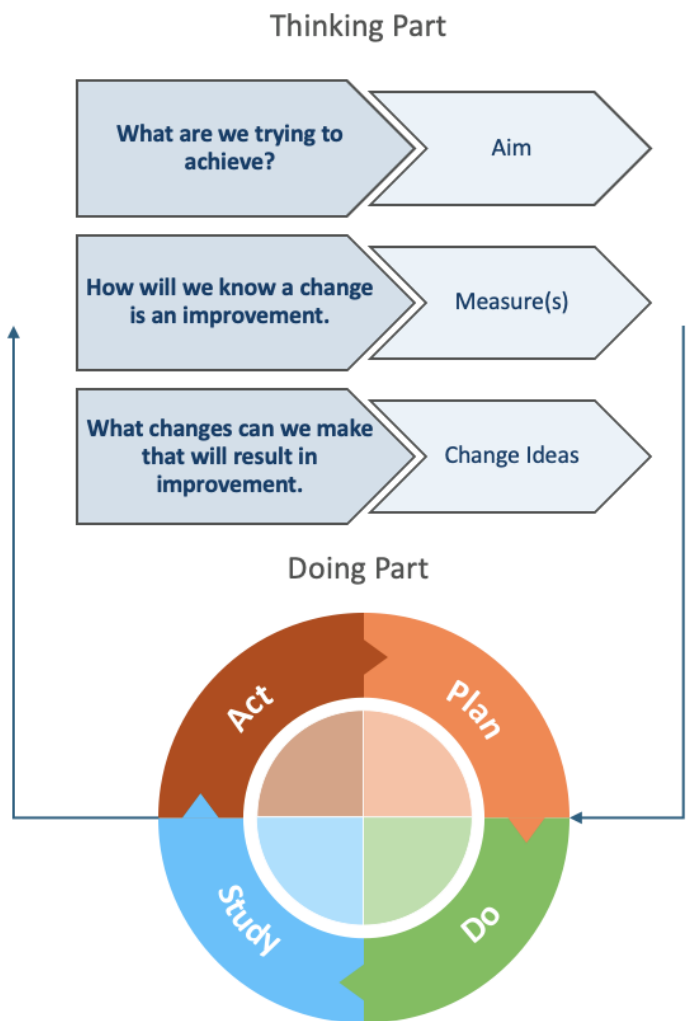 Thinking Part
What are we trying to
achieve?
Aim
How will we know a change
is an improvement.
Measure(s)
What changes can we make
that will result in
improvement.
Change Ideas
Doing Part
Act
Plan
Study
Do